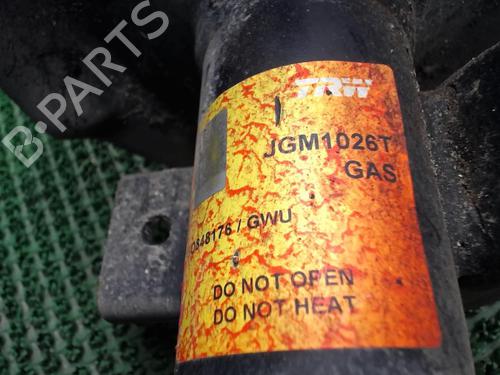 B-PARTS
TRW
JGM1026T
GAS
/ GWU
DO NOT OPEN
DO NOT HEAT